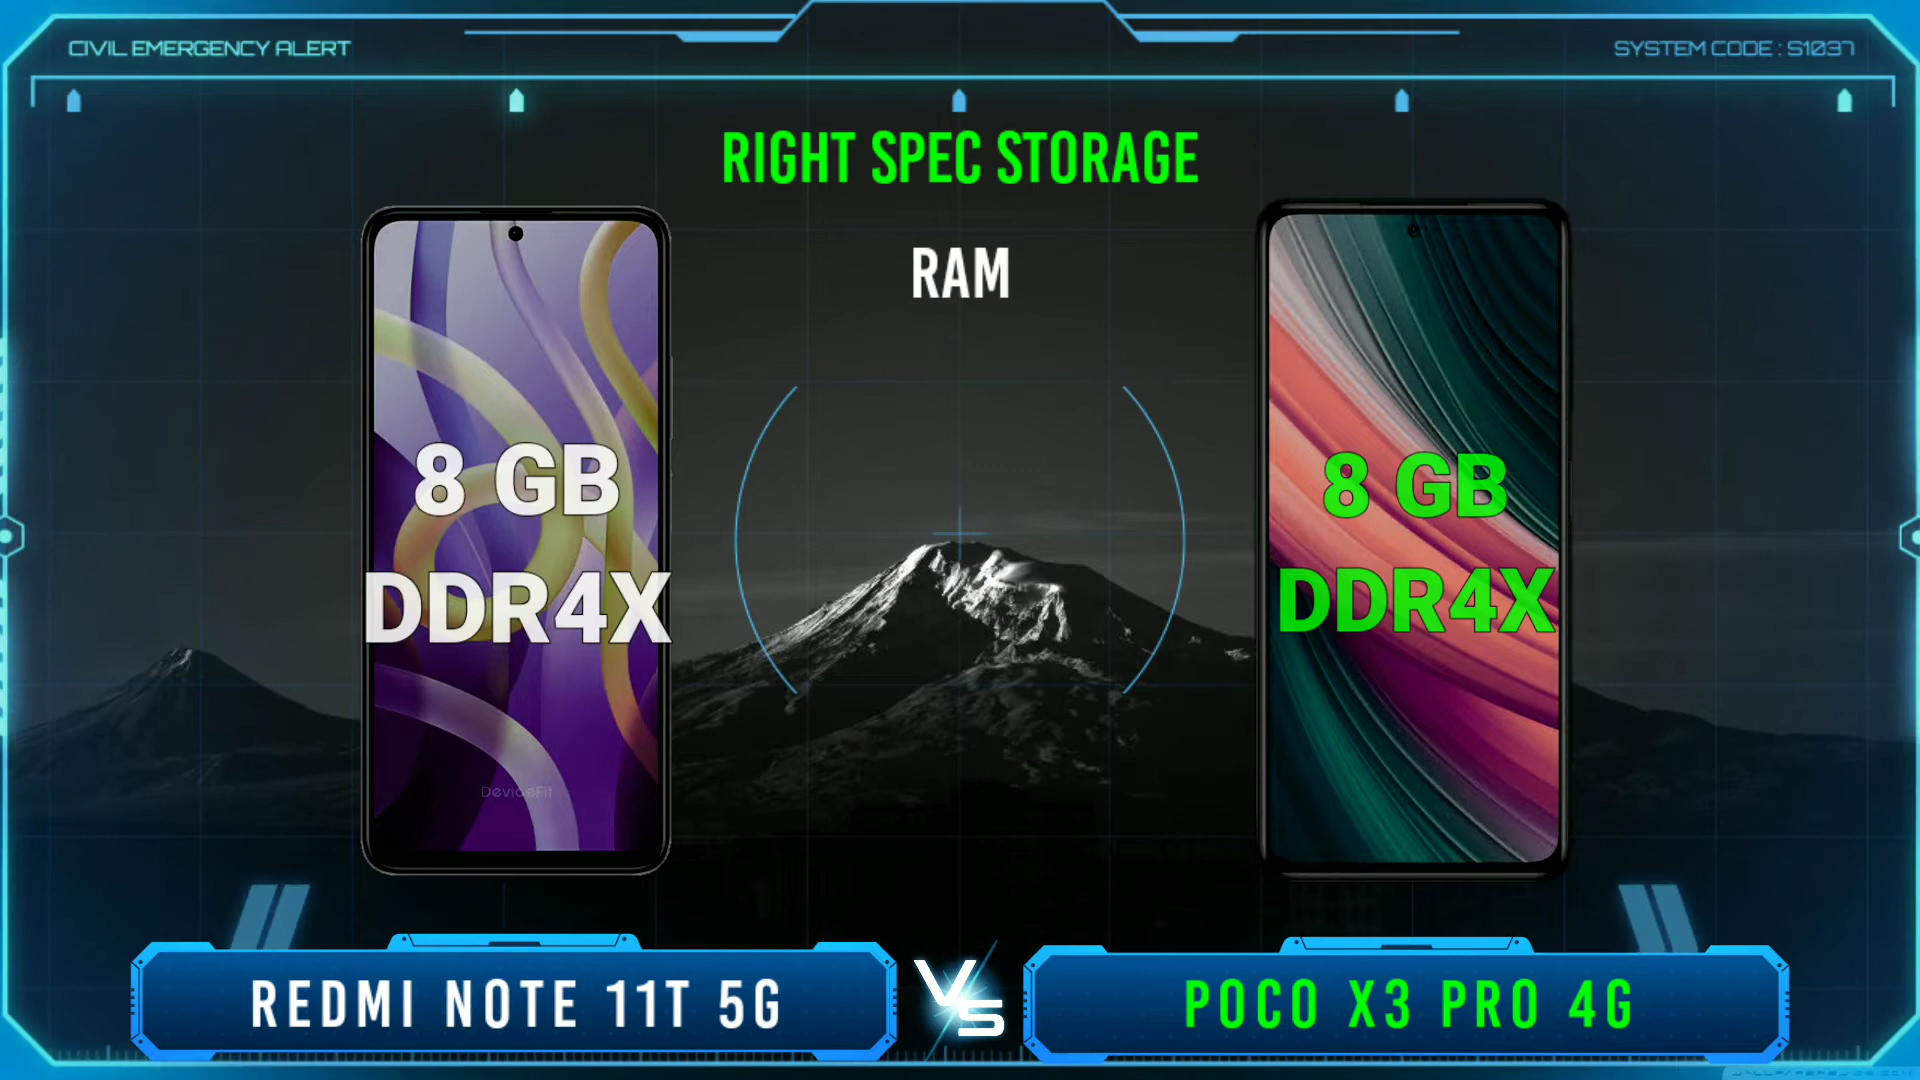 CIVIL EMERGENCY ALERT
SYSTEM CODE : S1037
RIGHT SPEC STORAGE
RAM
8 GB
DDR4X
8 GB
DDR4X
DeviceFit
REDMI NOTE 11T 5G
VS
POCO X3 PRO 4G